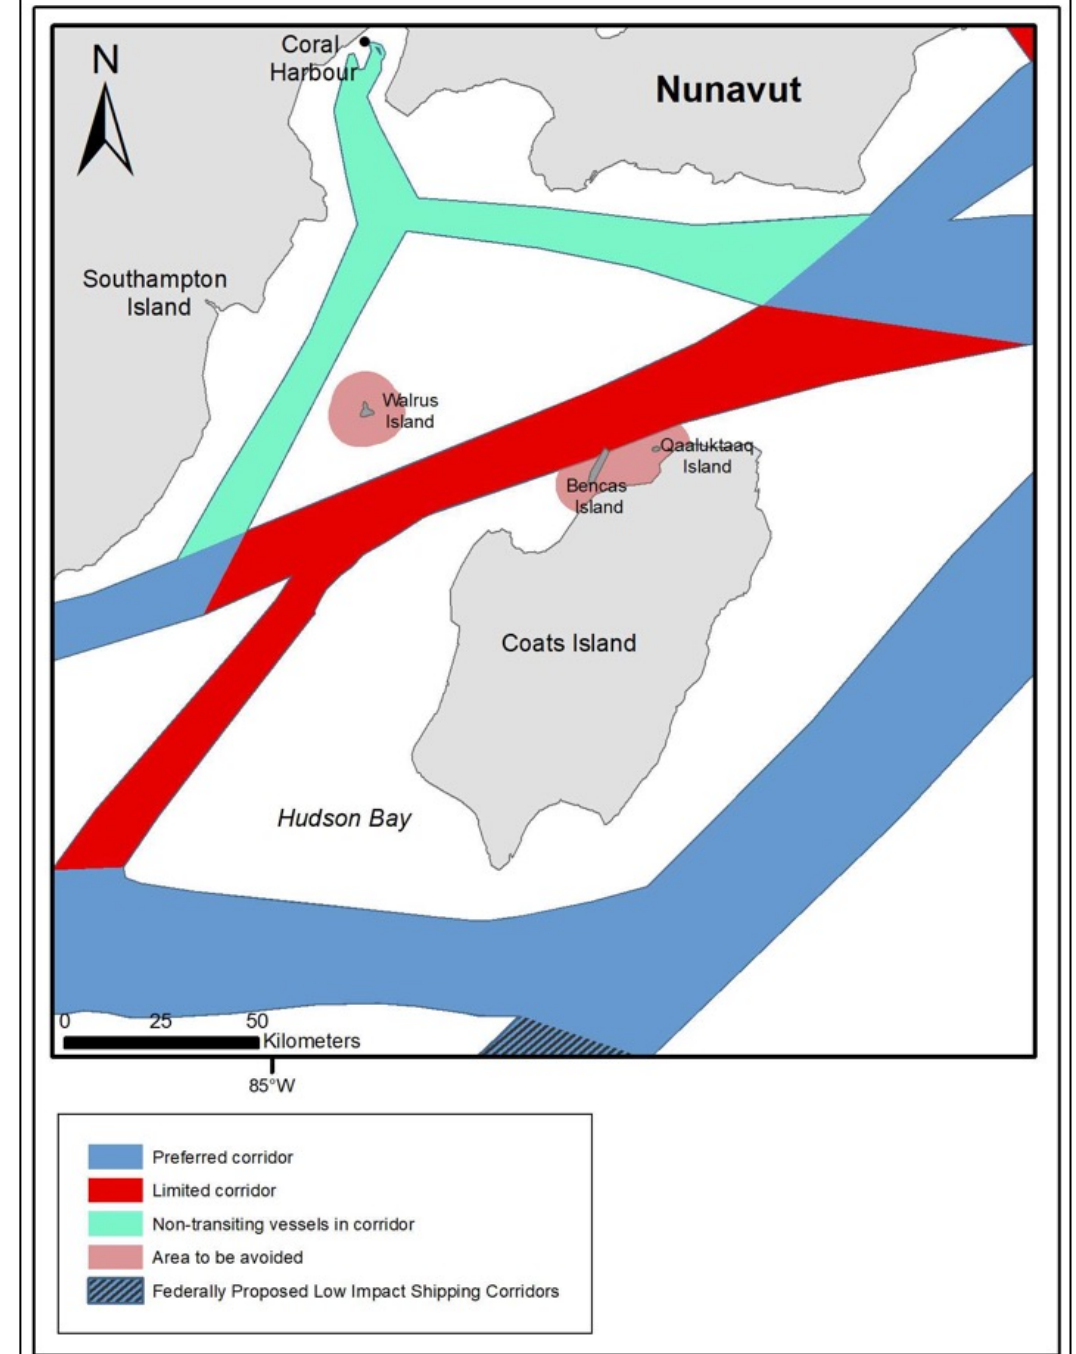 Coral
Harbour
N
Nunavut
Southampton
Island
Walrus
Island
Qaaluktaaq
Island
Bencas
Island
Coats Island
Hudson Bay
0 25 50
Kilometers
85°W
Preferred corridor
Limited corridor
Non-transiting vessels in corridor
Area to be avoided
Federally Proposed Low Impact Shipping Corridors